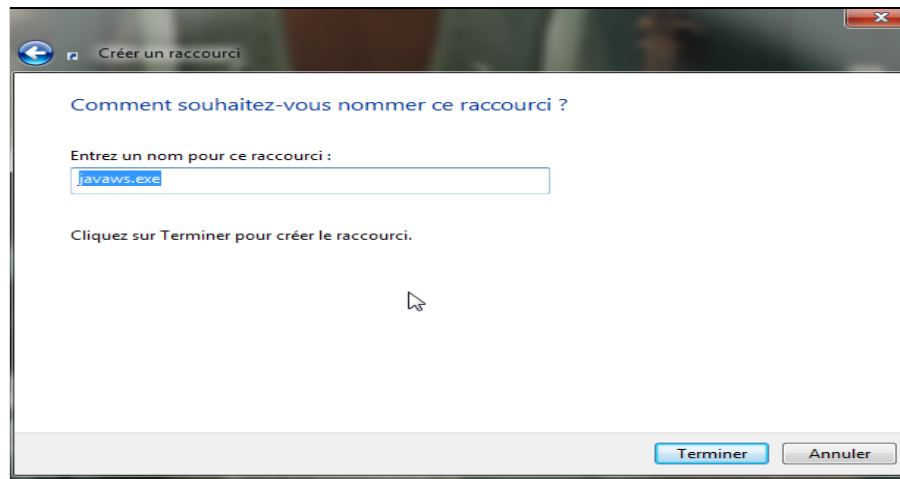 Créer un raccourci
Comment souhaitez-vous nommer ce raccourci ?
Entrez un nom pour ce raccourci :
javaws.exe
Cliquez sur Terminer pour créer le raccourci.
Terminer Annuler